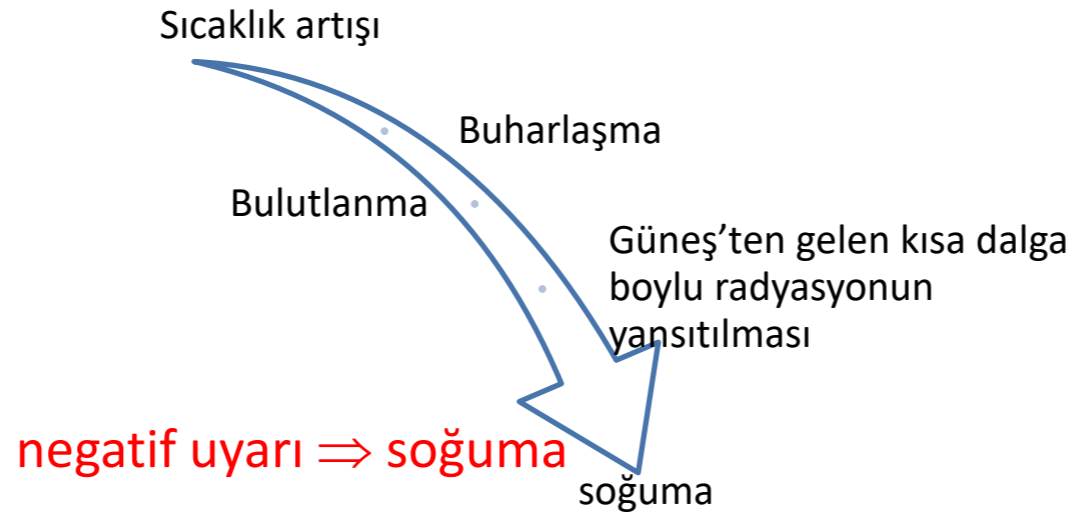 Sıcaklık artışı
Buharlaşma
Bulutlanma
Güneş’ten gelen kısa dalga
boylu radyasyonun
yansıtılması
negatif uyarı ⇒ soğuma
soğuma